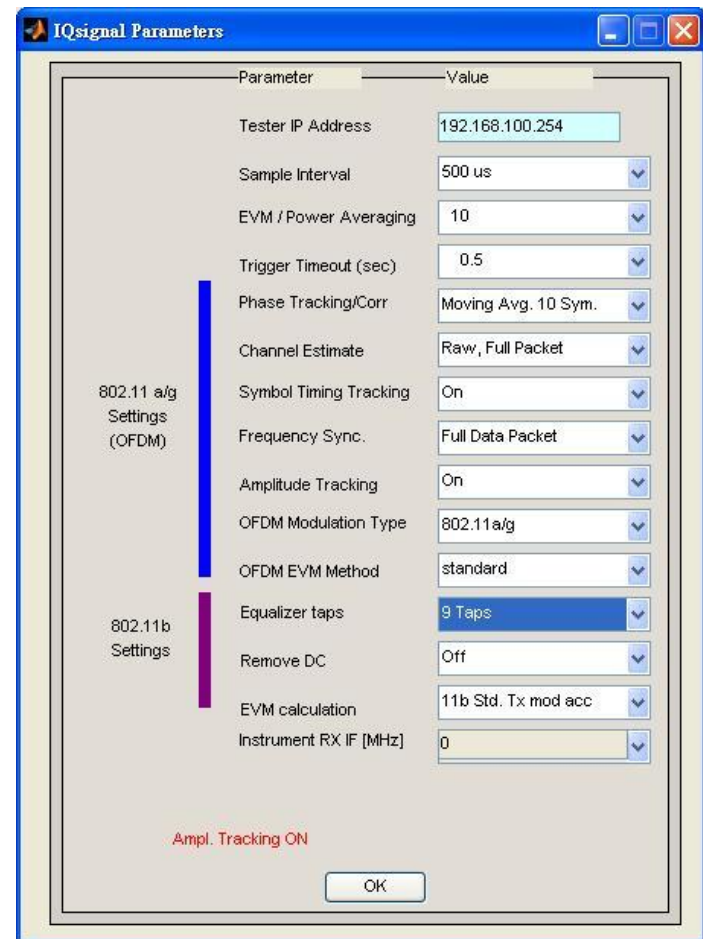 IQsignal Parameters
Parameter Value
Tester IP Address 192.168.100.254
Sample Interval 500 us
EVM / Power Averaging 10
Trigger Timeout (sec) 0.5
Phase Tracking/Corr Moving Avg. 10 Sym.
Channel Estimate Raw, Full Packet
802.11 a/g
Settings
(OFDM)
Symbol Timing Tracking On
Frequency Sync. Full Data Packet
Amplitude Tracking On
OFDM Modulation Type 802.11a/g
OFDM EVM Method standard
802.11b
Settings
Equalizer taps 9 Taps
Remove DC Off
EVM calculation 11b Std. Tx mod acc
Instrument RX IF [MHz] 0
Ampl. Tracking ON
OK